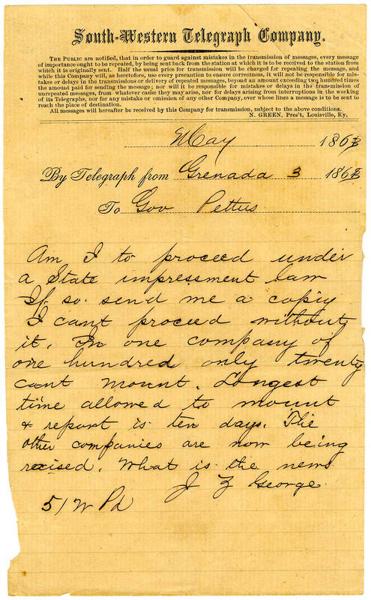 South-Western Telegraph Company.
THE PUBLIC are notified, that in order to guard against mistakes in the transmission of messages, every message
of importance ought to be repeated, by being sent back from the station at which it is to be received to the station from
which it is originally sent. Half the usual price for transmission will be charged for repeating the message, and
while this Company will, as heretofore, use every precaution to ensure correctness, it will not be responsible for mis-
takes or delays in the transmissions or delivery of repeated messages, beyond an amount exceeding two hundred times
the amount paid for sending the message; nor will it be responsible for mistakes or delays in the transmission of
unrepeated messages, from whatever cause they may arise, nor for delays arising from interruptions in the working
of its Telegraphs, nor for any mistake or omission of any other Company, over whose lines a message is to be sent to
reach the place of destination.
All messages will hereafter be received by this Company for transmission, subject to the above conditions.
N. GREEN, Pres't, Louisville, Ky.
May 1863
By Telegraph from Grenada 3 1863
To Gov Pettus
Am I to proceed under
a State impressment law
If so send me a copy
I cant proceed without
it. In one company of
one hundred only twenty
cant mount. Longest
time allowed to mount
& report is ten days. The
other companies are now being
raised. What is the news
J Z George
51 W Pd